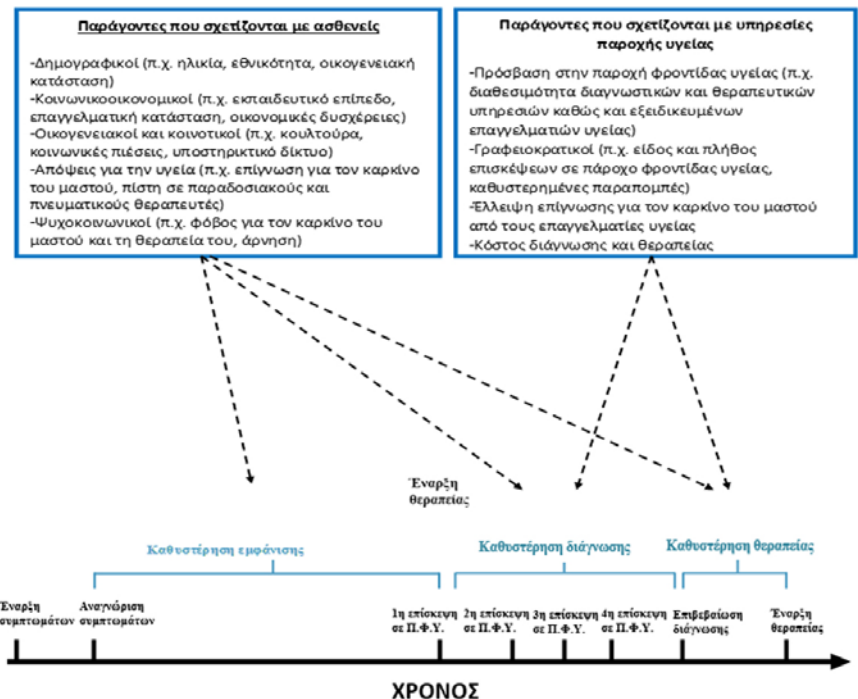 Παράγοντες που σχετίζονται με ασθενείς
-Δημογραφικοί (π.χ. ηλικία, εθνικότητα, οικογενειακή
κατάσταση)
-Κοινωνικοοικονομικοί (π.χ. εκπαιδευτικό επίπεδο,
επαγγελματική κατάσταση, οικονομικές δυσχέρειες)
-Οικογενειακοί και κοινοτικοί (π.χ. κουλτούρα,
κοινωνικές πιέσεις, υποστηρικτικό δίκτυο)
-Απόψεις για την υγεία (π.χ. επίγνωση για τον καρκίνο
του μαστού, πίστη σε παραδοσιακούς και
πνευματικούς θεραπευτές)
-Ψυχοκοινωνικοί (π.χ. φόβος για τον καρκίνο του
μαστού και τη θεραπεία του, άρνηση)
Παράγοντες που σχετίζονται με υπηρεσίες
παροχής υγείας
-Πρόσβαση στην παροχή φροντίδας υγείας (π.χ.
διαθεσιμότητα διαγνωστικών και θεραπευτικών
υπηρεσιών καθώς και εξειδικευμένων
επαγγελματιών υγείας)
-Γραφειοκρατικοί (π.χ. είδος και πλήθος
επισκέψεων σε πάροχο φροντίδας υγείας,
καθυστερημένες παραπομπές)
-Έλλειψη επίγνωσης για τον καρκίνο του μαστού
από τους επαγγελματίες υγείας
-Κόστος διάγνωσης και θεραπείας
Έναρξη
θεραπείας
Καθυστέρηση εμφάνισης
Καθυστέρηση διάγνωσης
Καθυστέρηση θεραπείας
Έναρξη
συμπτωμάτων
Αναγνώριση
συμπτωμάτων
1η επίσκεψη
σε Π.Φ.Υ.
2η επίσκεψη
σε Π.Φ.Υ.
3η επίσκεψη
σε Π.Φ.Υ.
4η επίσκεψη
σε Π.Φ.Υ.
Επιβεβαίωση
διάγνωσης
Έναρξη
θεραπείας
ΧΡΟΝΟΣ